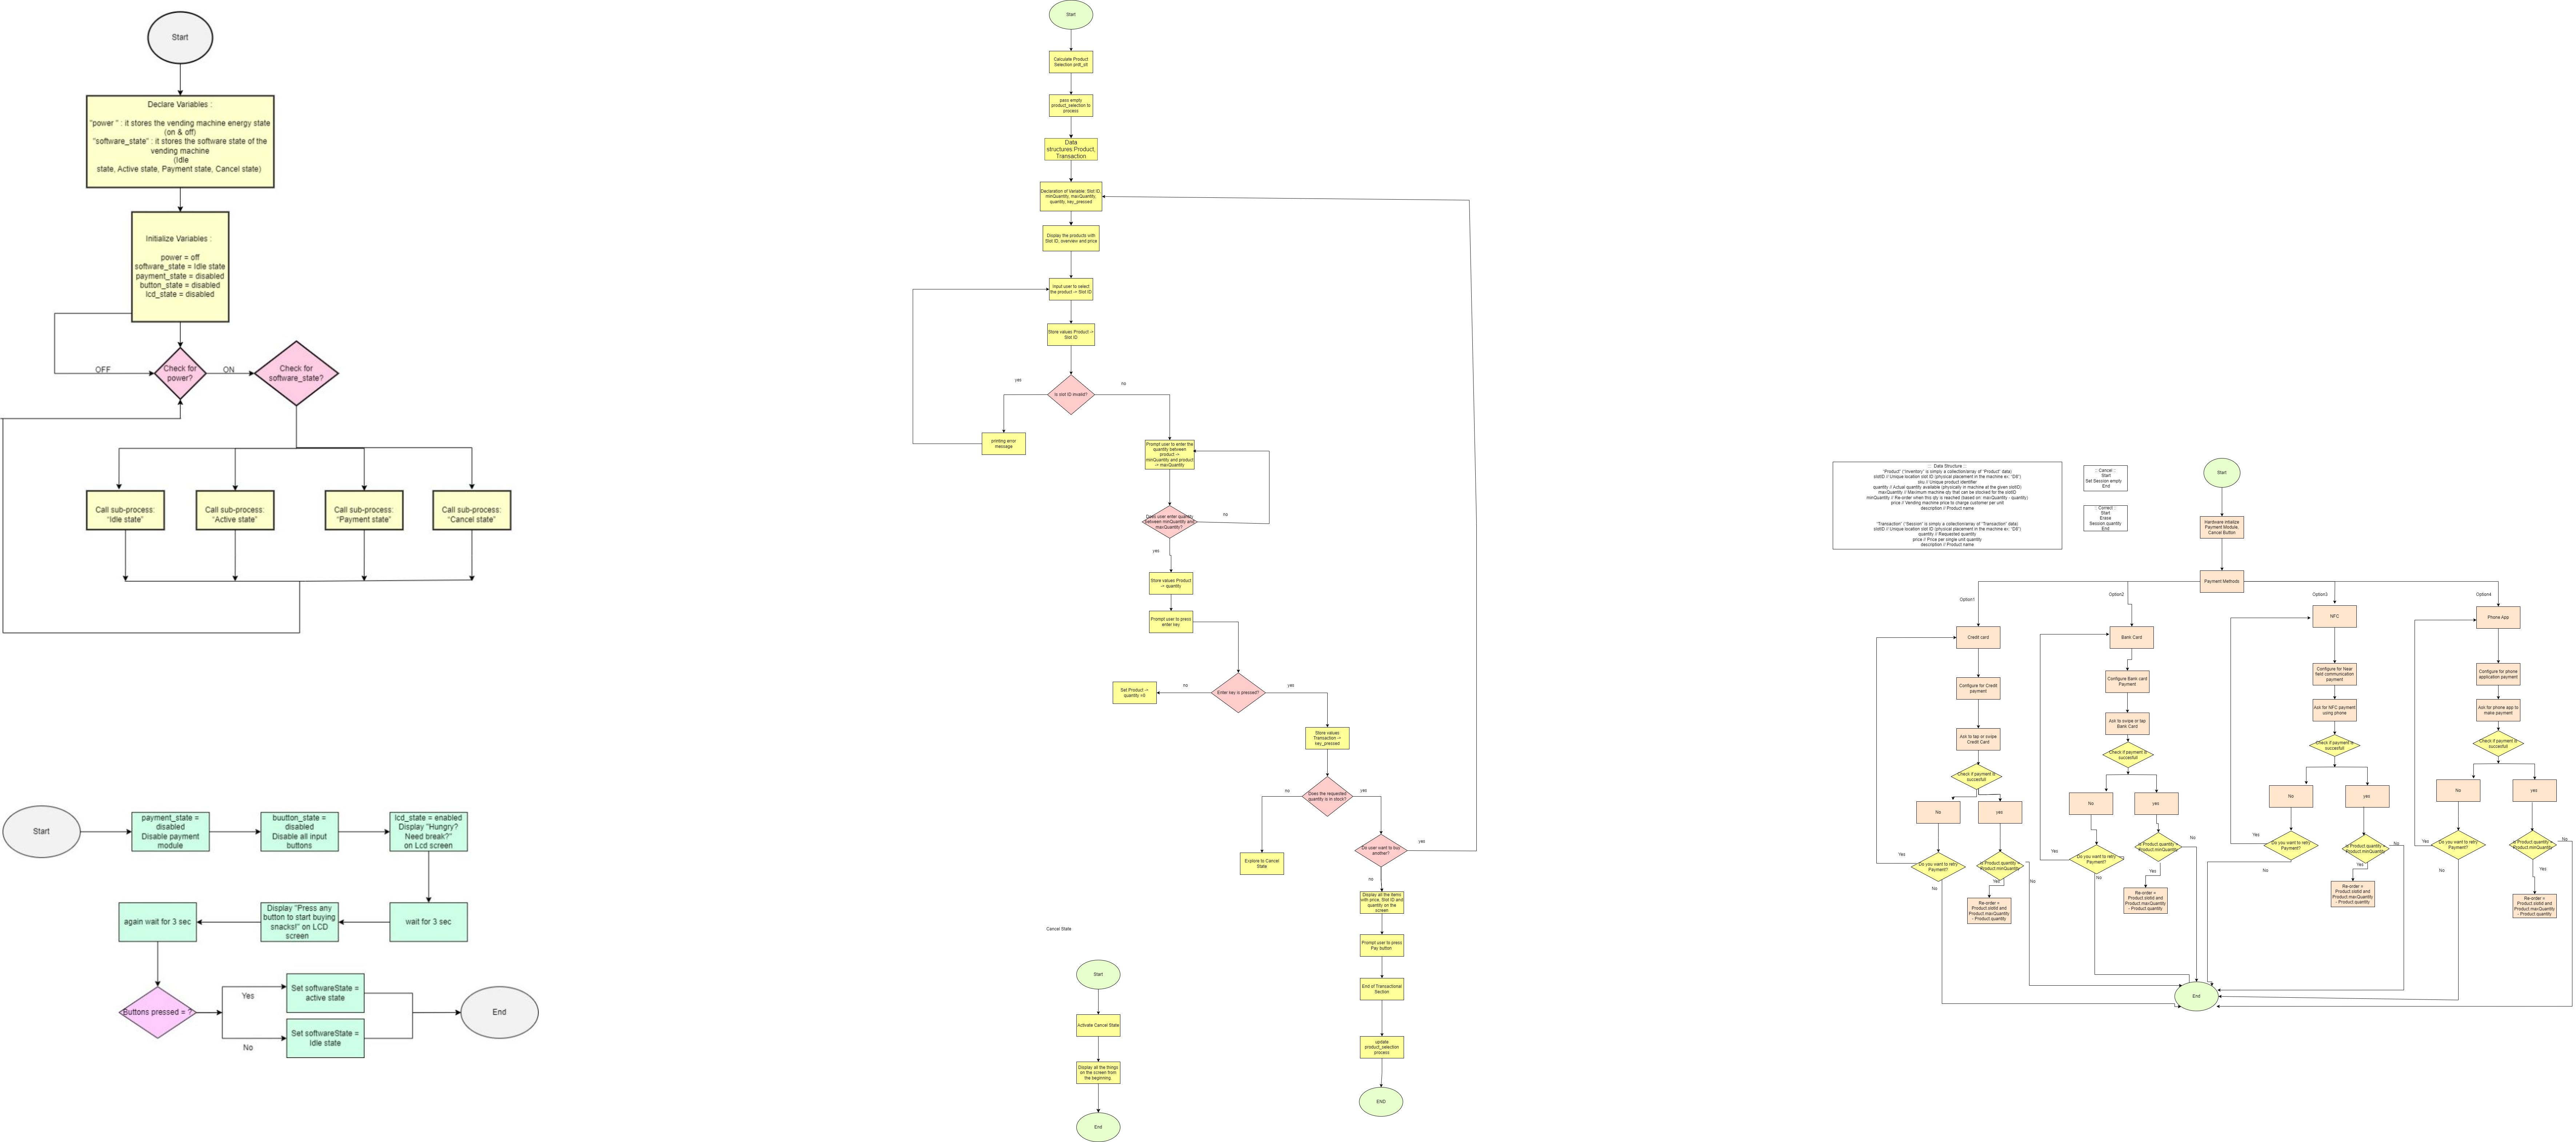 Start
Declare Variables :
"power " : it stores the vending machine energy state
(on & off)
"software_state" : it stores the software state of the
vending machine
(Idle
state, Active state, Payment state, Cancel state)
Initialize Variables :
power = off
software_state = Idle state
payment_state = disabled
button_state = disabled
lcd_state = disabled
OFF
Check for
power?
ON
Check for
software_state?
Call sub-process:
"Idle state"
Call sub-process:
"Active state"
Call sub-process:
"Payment state"
Call sub-process:
"Cancel state"
Start
payment_state =
disabled
Disable payment
module
buutton_state =
disabled
Disable all input
buttons
lcd_state = enabled
Display "Hungry?
Need break?"
on Lcd screen
wait for 3 sec
Display "Press any
button to start buying
snacks!" on LCD
screen
again wait for 3 sec
Buttons pressed = ?
Yes
No
Set softwareState =
active state
Set softwareState =
Idle state
End
Start
Calculate Product
Selection prdt_slt
pass empty
product_selection to
process
Data
structures Product,
Transaction
Declaration of Variable: Slot ID,
minQuantity, maxQuantity,
quantity, key_pressed
Display the products with
Slot ID, overview and price
Input user to select
the product -> Slot ID
Store values Product ->
Slot ID
Is slot ID invalid?
yes
no
printing error
message
Prompt user to enter the
quantity between
product ->
minQuantity and product
-> maxQuantity
Does user enter quantity
between minQuantity and
maxQuantity?
no
yes
Store values Product
-> quantity
Prompt user to press
enter key
Enter key is pressed?
no
yes
Set Product ->
quantity =0
Store values
Transaction ->
key_pressed
Does the requested
quantity is in stock?
no
yes
Explore to Cancel
State
Do user want to buy
another?
yes
no
Display all the items
with price, Slot ID and
quantity on the
screen
Prompt user to press
Pay button
End of Transactional
Section
update
product_selection
process
END
Cancel State
Start
Activate Cancel State
Display all the things
on the screen from
the beginning
End
Data Structure ::
"Product" ("Inventory" is simply a collection/array of "Product" data)
slotID // Unique location slot ID (physical placement in the machine ex: "D8")
sku // Unique product identifier
quantity // Actual quantity available (physically in machine at the given slotID)
maxQuantity // Maximum machine qty that can be stocked for the slotID
minQuantity // Re-order when this qty is reached (based on: maxQuantity - quantity)
price // Vending machine price to charge customer per unit
description // Product name
"Transaction" ("Session" is simply a collection/array of "Transaction" data)
slotID // Unique location slot ID (physical placement in the machine ex: "D8")
quantity // Requested quantity
price // Price per single unit quantity
description // Product name
:: Cancel ::
Start
Set Session empty
End
:: Correct ::
Start
Erase
Session quantity
End
Start
Hardware intialize
Payment Module,
Cancel Button
Payment Methods
Option1
Option2
Option3
Option4
Credit card
Configure for Credit
payment
Ask to tap or swipe
Credit Card
Check if payment is
succesfull
No
yes
Do you want to retry
Payment?
Yes
No
is Product quantity =
Product minQuantity
Yes
No
Re-order =
Product slotid and
Product maxQuantity
- Product quantity
Bank Card
Configure Bank card
Payment
Ask to swipe or tap
Bank Card
Check if payment is
succesfull
No
yes
Do you want to retry
Payment?
Yes
No
is Product quantity =
Product minQuantity
Yes
No
Re-order =
Product slotid and
Product maxQuantity
- Product quantity
NFC
Configure for Near
field communication
payment
Ask for NFC payment
using phone
Check if payment is
succesfull
No
yes
Do you want to retry
Payment?
Yes
No
is Product quantity =
Product minQuantity
Yes
No
Re-order =
Product slotid and
Product maxQuantity
- Product quantity
Phone App
Configure for phone
application payment
Ask for phone app to
make payment
Check if payment is
succesfull
No
yes
Do you want to retry
Payment?
Yes
No
is Product quantity =
Product minQuantity
Yes
No
Re-order =
Product slotid and
Product maxQuantity
- Product quantity
End